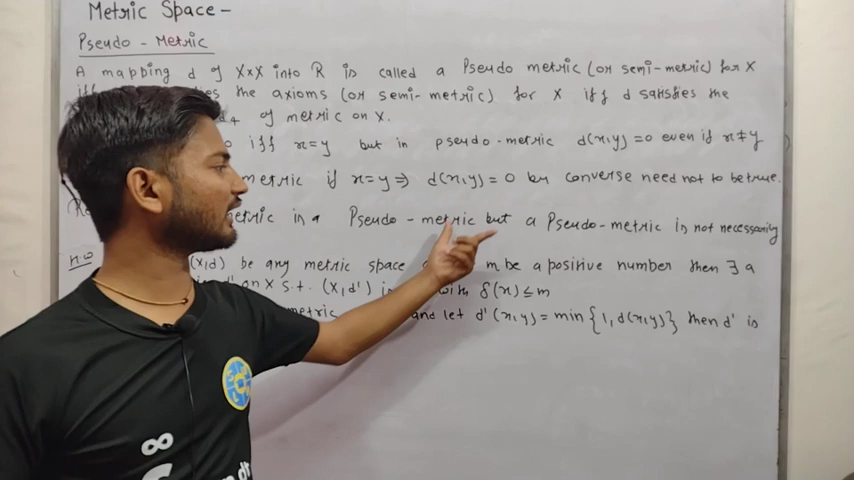 Metric Space -
Pseudo - Metric
A mapping d of X×X into R is called a Pseudo metric (or semi-metric) for X
iff the axioms (or semi-metric) for X iff d satisfies the
d4 of metric on X.
iff x=y but in pseudo-metric d(x,y)=0 even if x≠y
metric if x=y ⇒ d(x,y)=0 but converse need not to be true.
metric is a Pseudo - metric but a Pseudo-metric is not necessarily
(X,d) be any metric space m be a positive number then ∃ a
d' on X s.t. (X,d') is with δ(x) ≤ m
metric and let d'(x,y) = min {1, d(x,y)} then d' is
∞